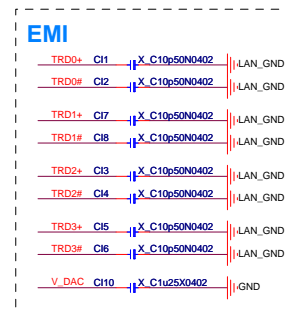 EMI
TRD0+ CI1 X_C10p50N0402 LAN_GND
TRD0# CI2 X_C10p50N0402 LAN_GND
TRD1+ CI7 X_C10p50N0402 LAN_GND
TRD1# CI8 X_C10p50N0402 LAN_GND
TRD2+ CI3 X_C10p50N0402 LAN_GND
TRD2# CI4 X_C10p50N0402 LAN_GND
TRD3+ CI5 X_C10p50N0402 LAN_GND
TRD3# CI6 X_C10p50N0402 LAN_GND
V_DAC CI10 X_C1u25X0402 GND